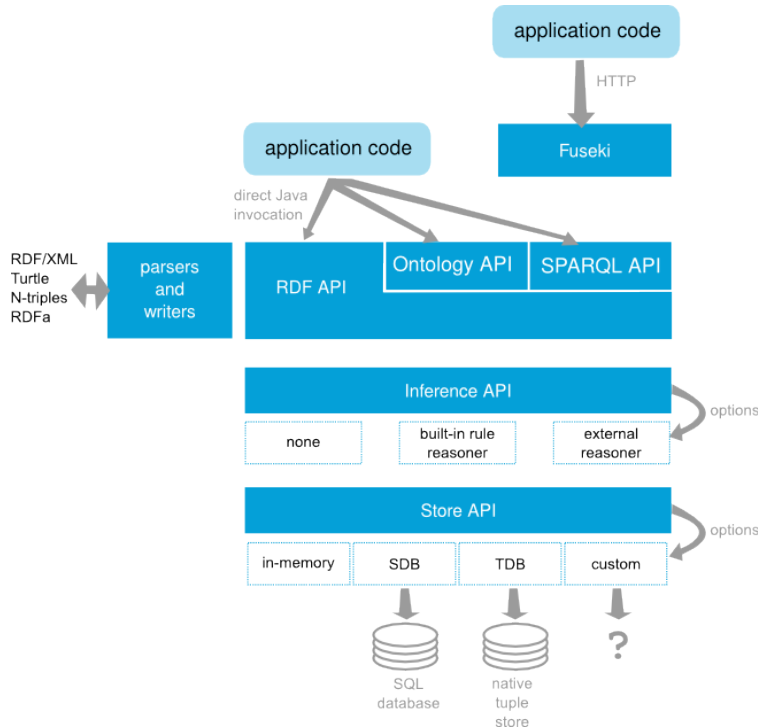 application code
HTTP
Fuseki
application code
direct Java
invocation
RDF/XML
Turtle
N-triples
RDFa
parsers
and
writers
RDF API
Ontology API
SPARQL API
Inference API
options
none
built-in rule
reasoner
external
reasoner
Store API
options
in-memory
SDB
TDB
custom
?
SQL
database
native
tuple
store